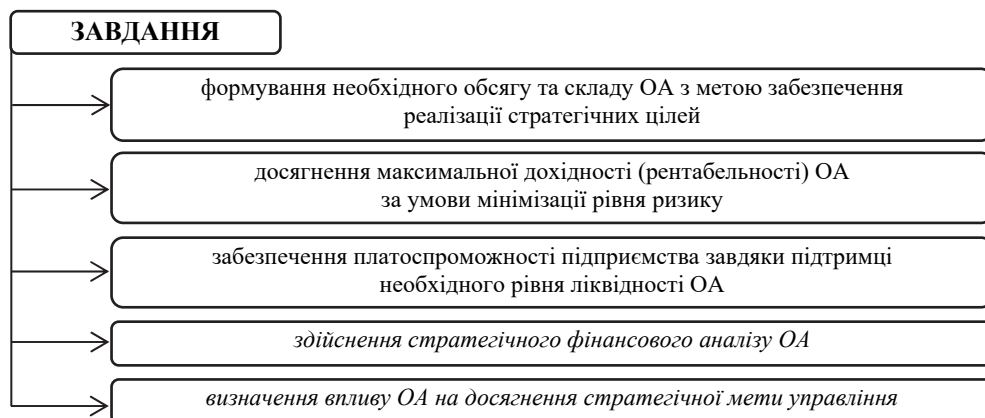 ЗАВДАННЯ
формування необхідного обсягу та складу ОА з метою забезпечення
реалізації стратегічних цілей
досягнення максимальної дохідності (рентабельності) ОА
за умови мінімізації рівня ризику
забезпечення платоспроможності підприємства завдяки підтримці
необхідного рівня ліквідності ОА
здійснення стратегічного фінансового аналізу ОА
визначення впливу ОА на досягнення стратегічної мети управління